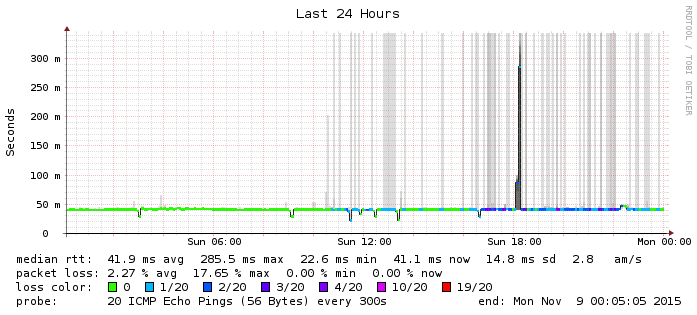 Last 24 Hours
RRDTOOL / TOBI OETIKER
Seconds
300 m
250 m
200 m
150 m
100 m
50 m
0
Sun 06:00 Sun 12:00 Sun 18:00 Mon 00:00
median rtt: 41.9 ms avg 285.5 ms max 22.6 ms min 41.1 ms now 14.8 ms sd 2.8 am/s
packet loss: 2.27 % avg 17.65 % max 0.00 % min 0.00 % now
loss color: 0 1/20 2/20 3/20 4/20 10/20 19/20
probe: 20 ICMP Echo Pings (56 Bytes) every 300s end: Mon Nov 9 00:05:05 2015